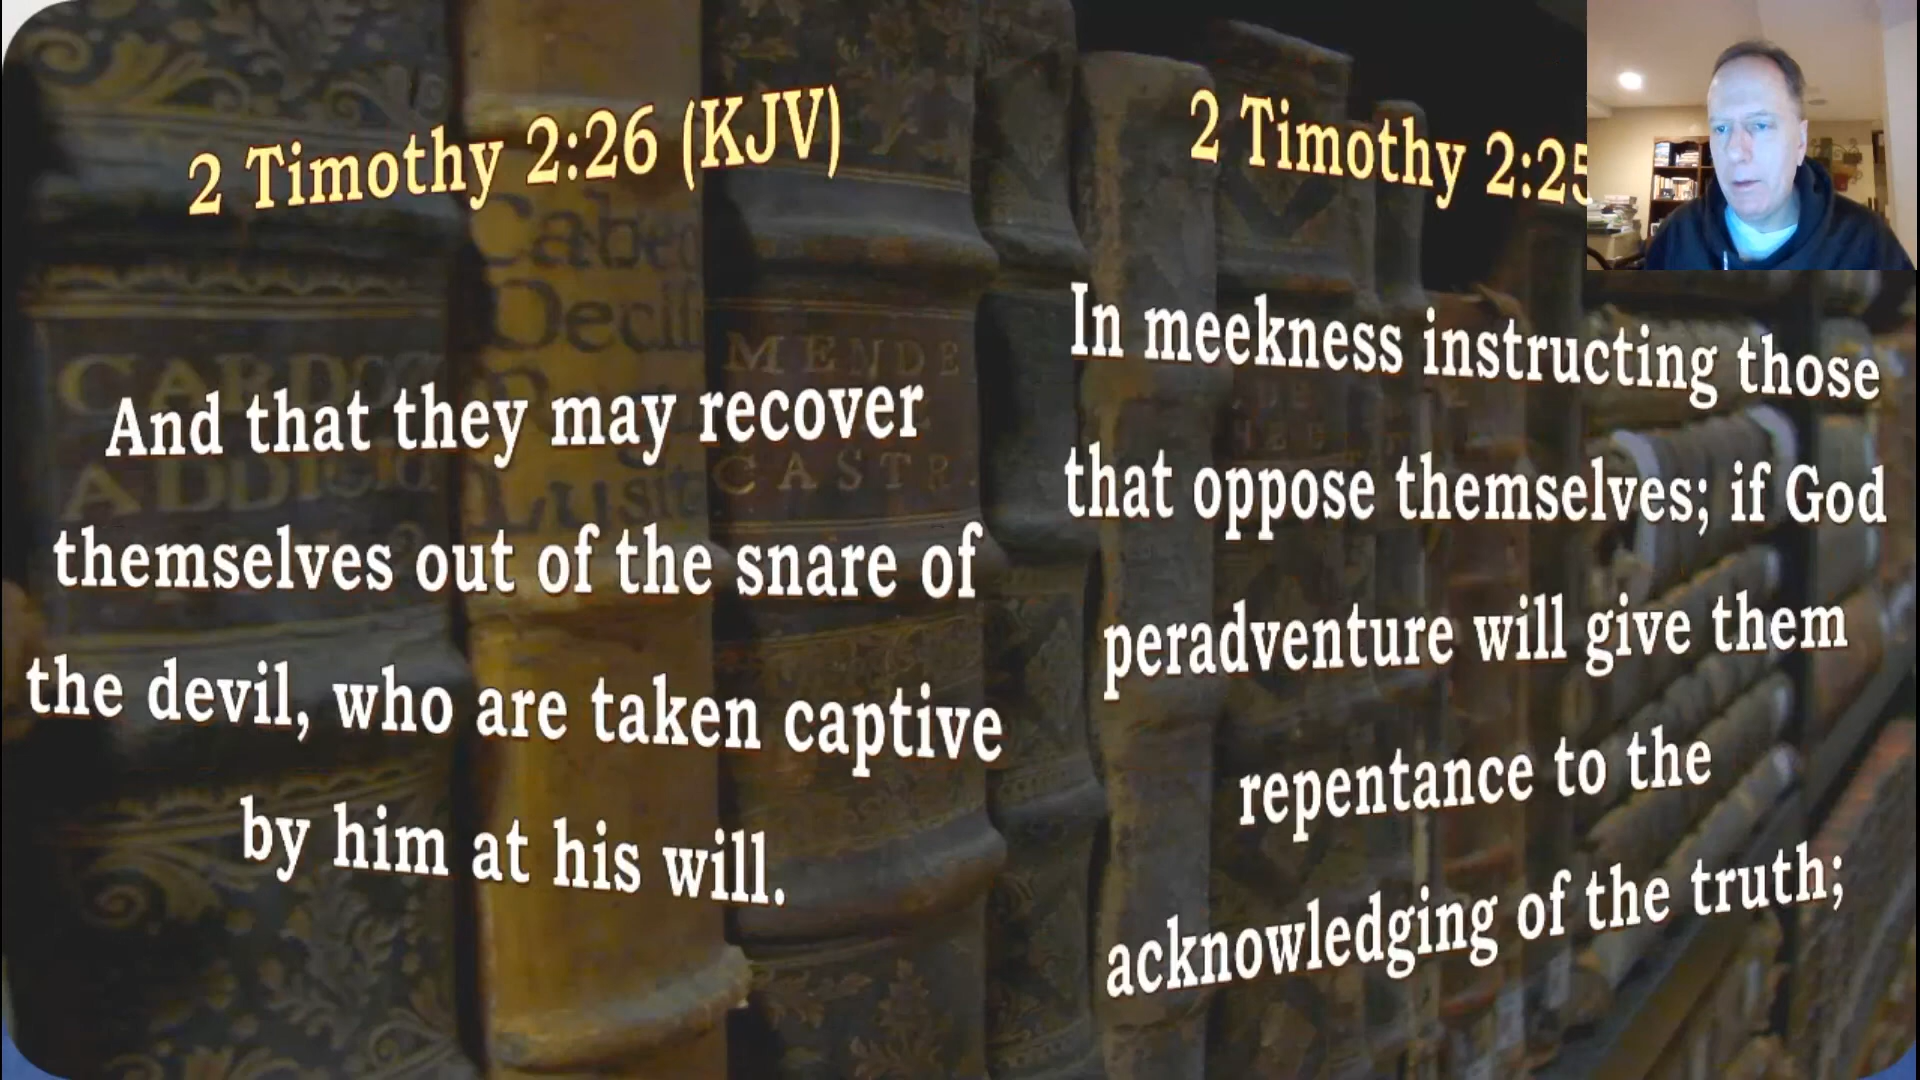 2 Timothy 2:26 (KJV)
And that they may recover
themselves out of the snare of
the devil, who are taken captive
by him at his will.
2 Timothy 2:25
In meekness instructing those
that oppose themselves; if God
peradventure will give them
repentance to the
acknowledging of the truth;
MENDE
CASTR.